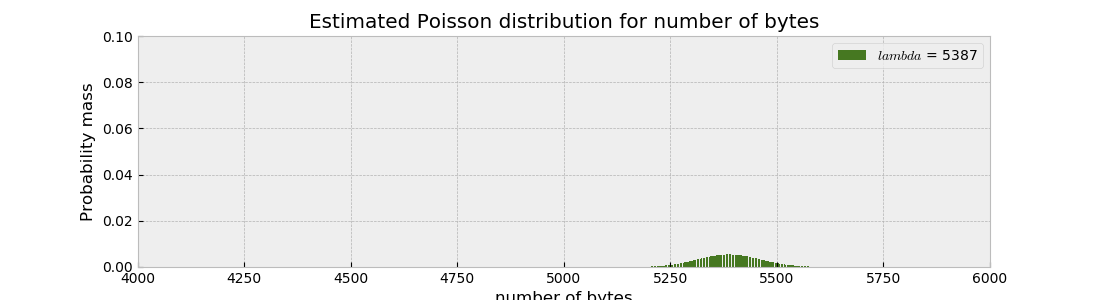 Estimated Poisson distribution for number of bytes
lambda = 5387
Probability mass
0.10
0.08
0.06
0.04
0.02
0.00
4000 4250 4500 4750 5000 5250 5500 5750 6000
number of bytes